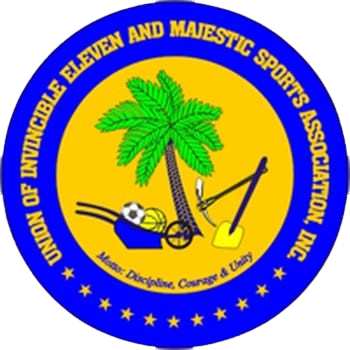 UNION OF INVINCIBLE ELEVEN AND MAJESTIC SPORTS ASSOCIATION, INC.
Motto: Discipline, Courage & Unity